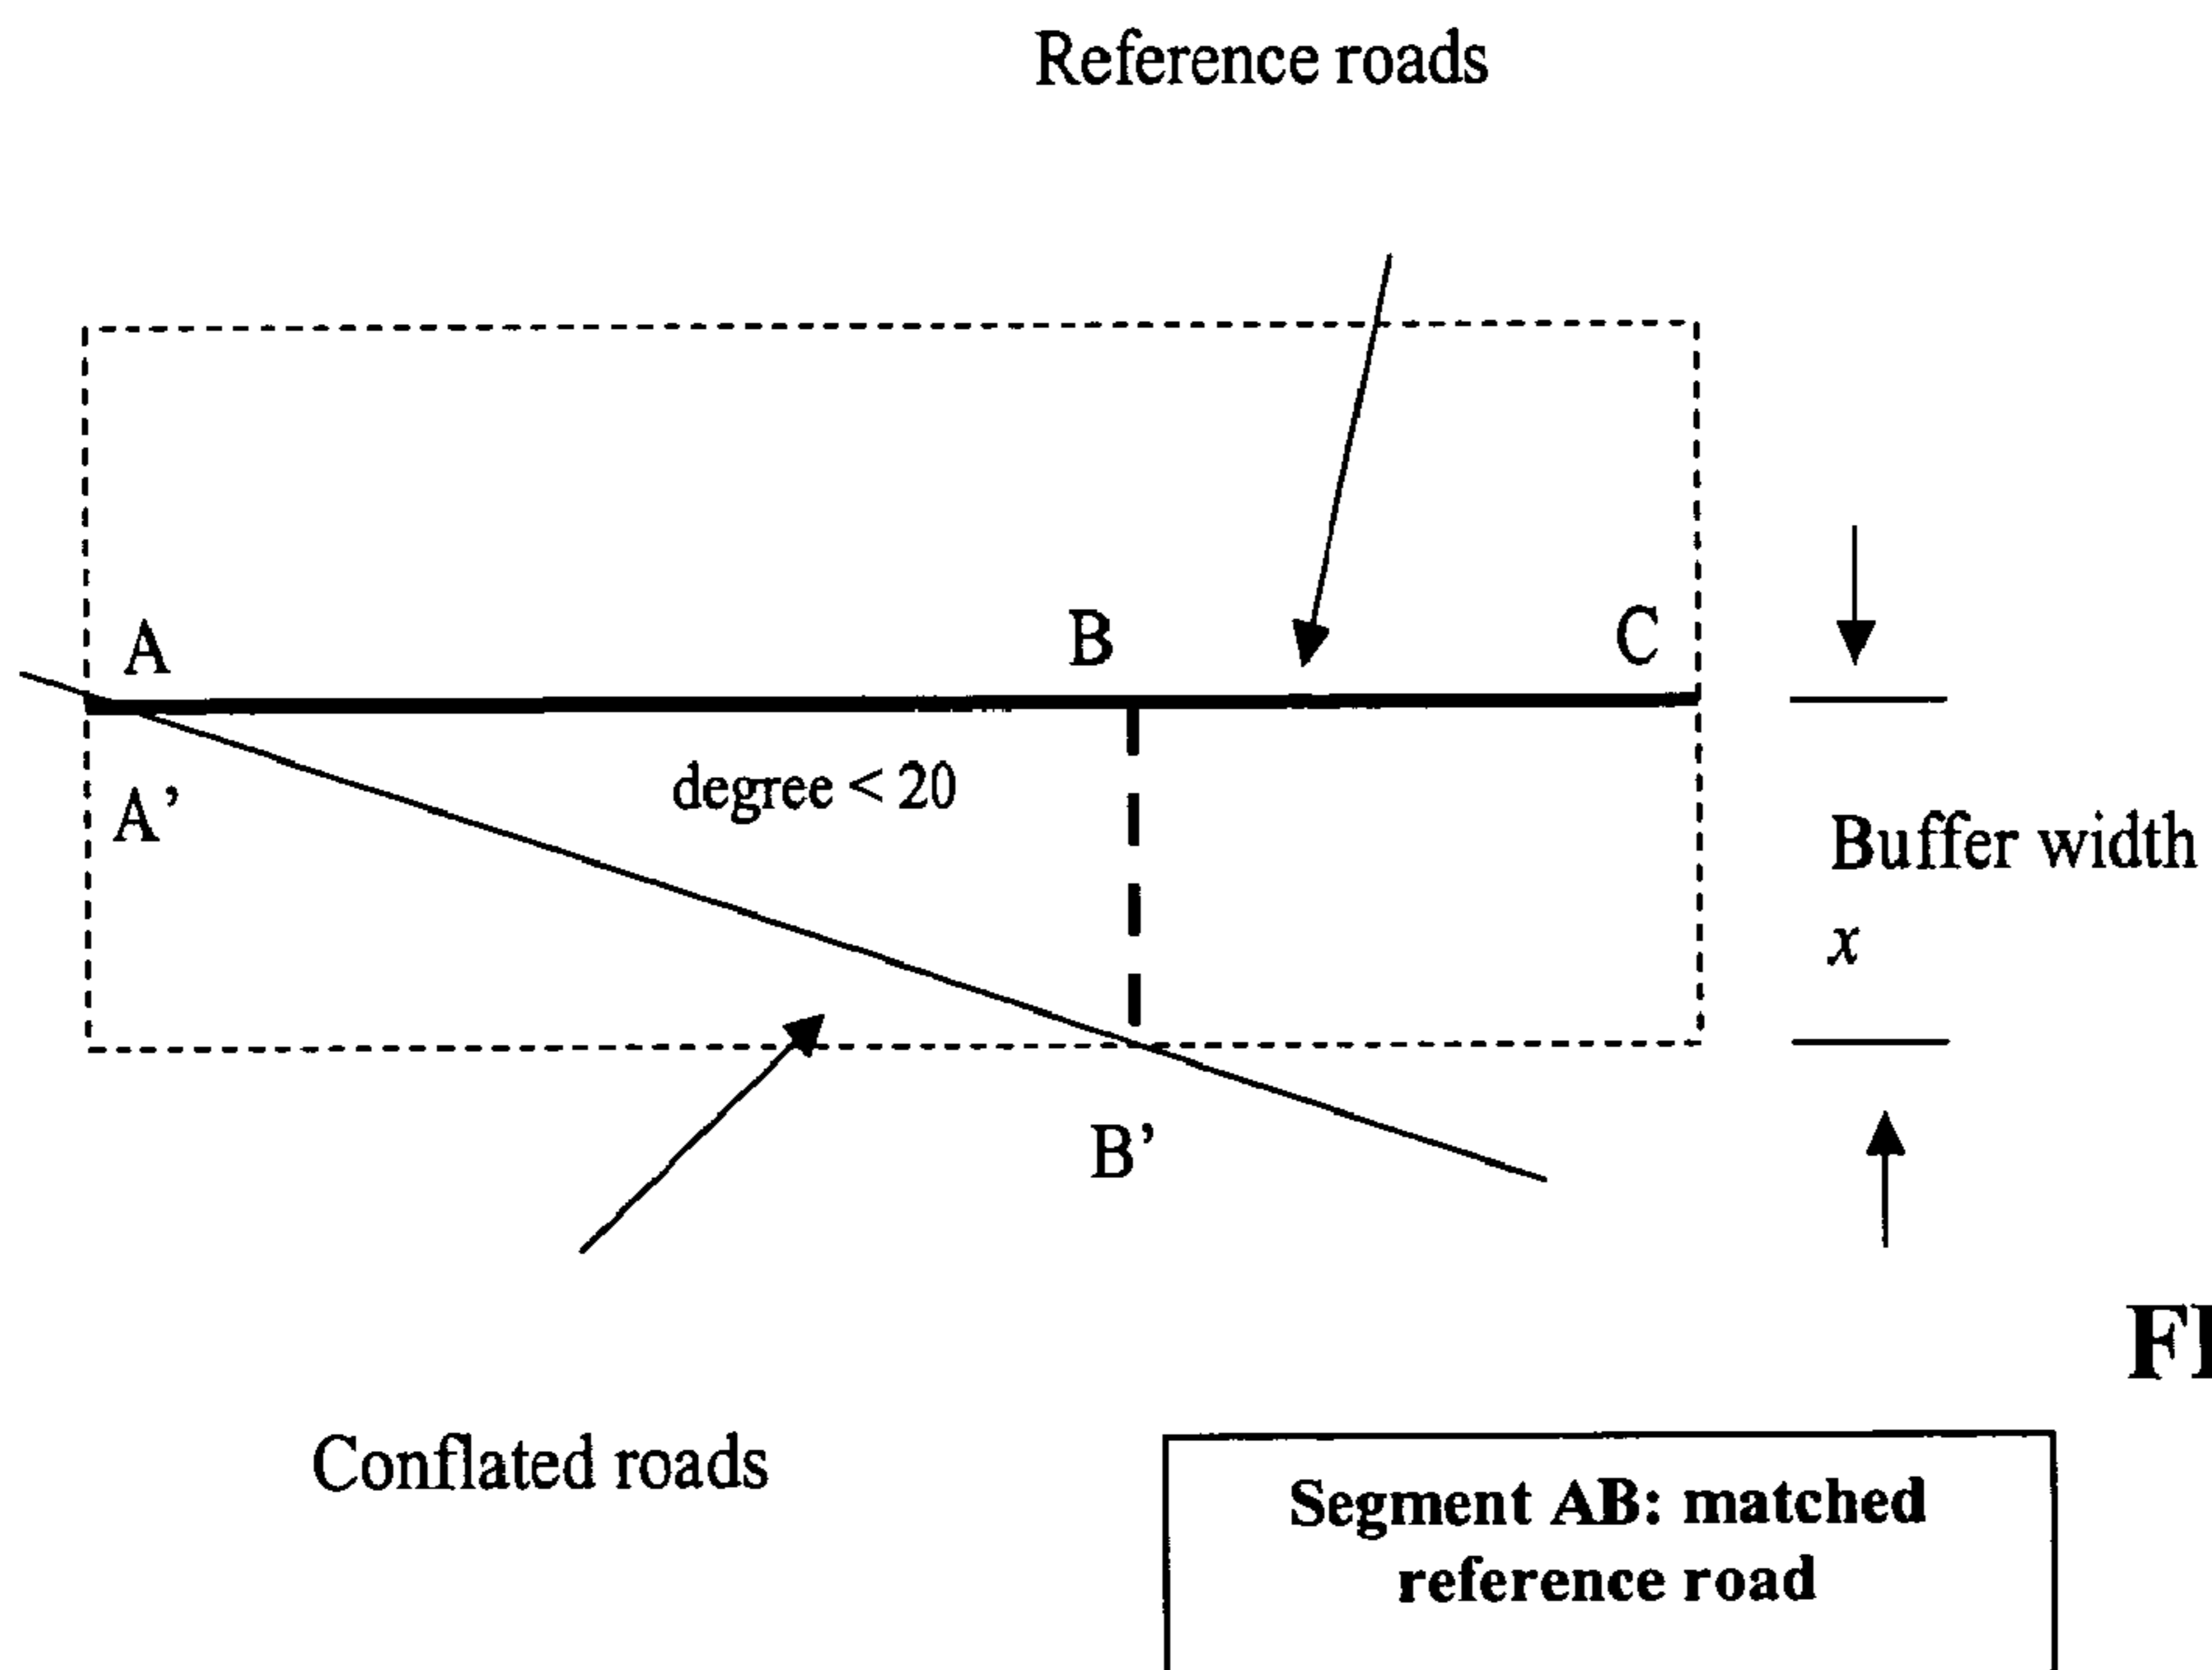 Reference roads
A
B
C
degree < 20
A’
Buffer width
x
B’
Conflated roads
Segment AB: matched
reference road